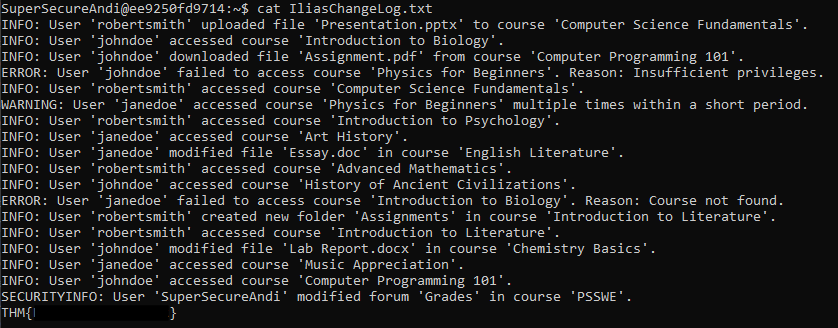 SuperSecureAndi@ee9250fd9714:~$ cat IliasChangeLog.txt
INFO: User 'robertsmith' uploaded file 'Presentation.pptx' to course 'Computer Science Fundamentals'.
INFO: User 'johndoe' accessed course 'Introduction to Biology'.
INFO: User 'johndoe' downloaded file 'Assignment.pdf' from course 'Computer Programming 101'.
ERROR: User 'johndoe' failed to access course 'Physics for Beginners'. Reason: Insufficient privileges.
INFO: User 'robertsmith' accessed course 'Computer Science Fundamentals'.
WARNING: User 'janedoe' accessed course 'Physics for Beginners' multiple times within a short period.
INFO: User 'robertsmith' accessed course 'Introduction to Psychology'.
INFO: User 'janedoe' accessed course 'Art History'.
INFO: User 'janedoe' modified file 'Essay.doc' in course 'English Literature'.
INFO: User 'robertsmith' accessed course 'Advanced Mathematics'.
INFO: User 'johndoe' accessed course 'History of Ancient Civilizations'.
ERROR: User 'janedoe' failed to access course 'Introduction to Biology'. Reason: Course not found.
INFO: User 'robertsmith' created new folder 'Assignments' in course 'Introduction to Literature'.
INFO: User 'robertsmith' accessed course 'Introduction to Literature'.
INFO: User 'johndoe' modified file 'Lab Report.docx' in course 'Chemistry Basics'.
INFO: User 'janedoe' accessed course 'Music Appreciation'.
INFO: User 'johndoe' accessed course 'Computer Programming 101'.
SECURITYINFO: User 'SuperSecureAndi' modified forum 'Grades' in course 'PSSWE'.
THM{ }